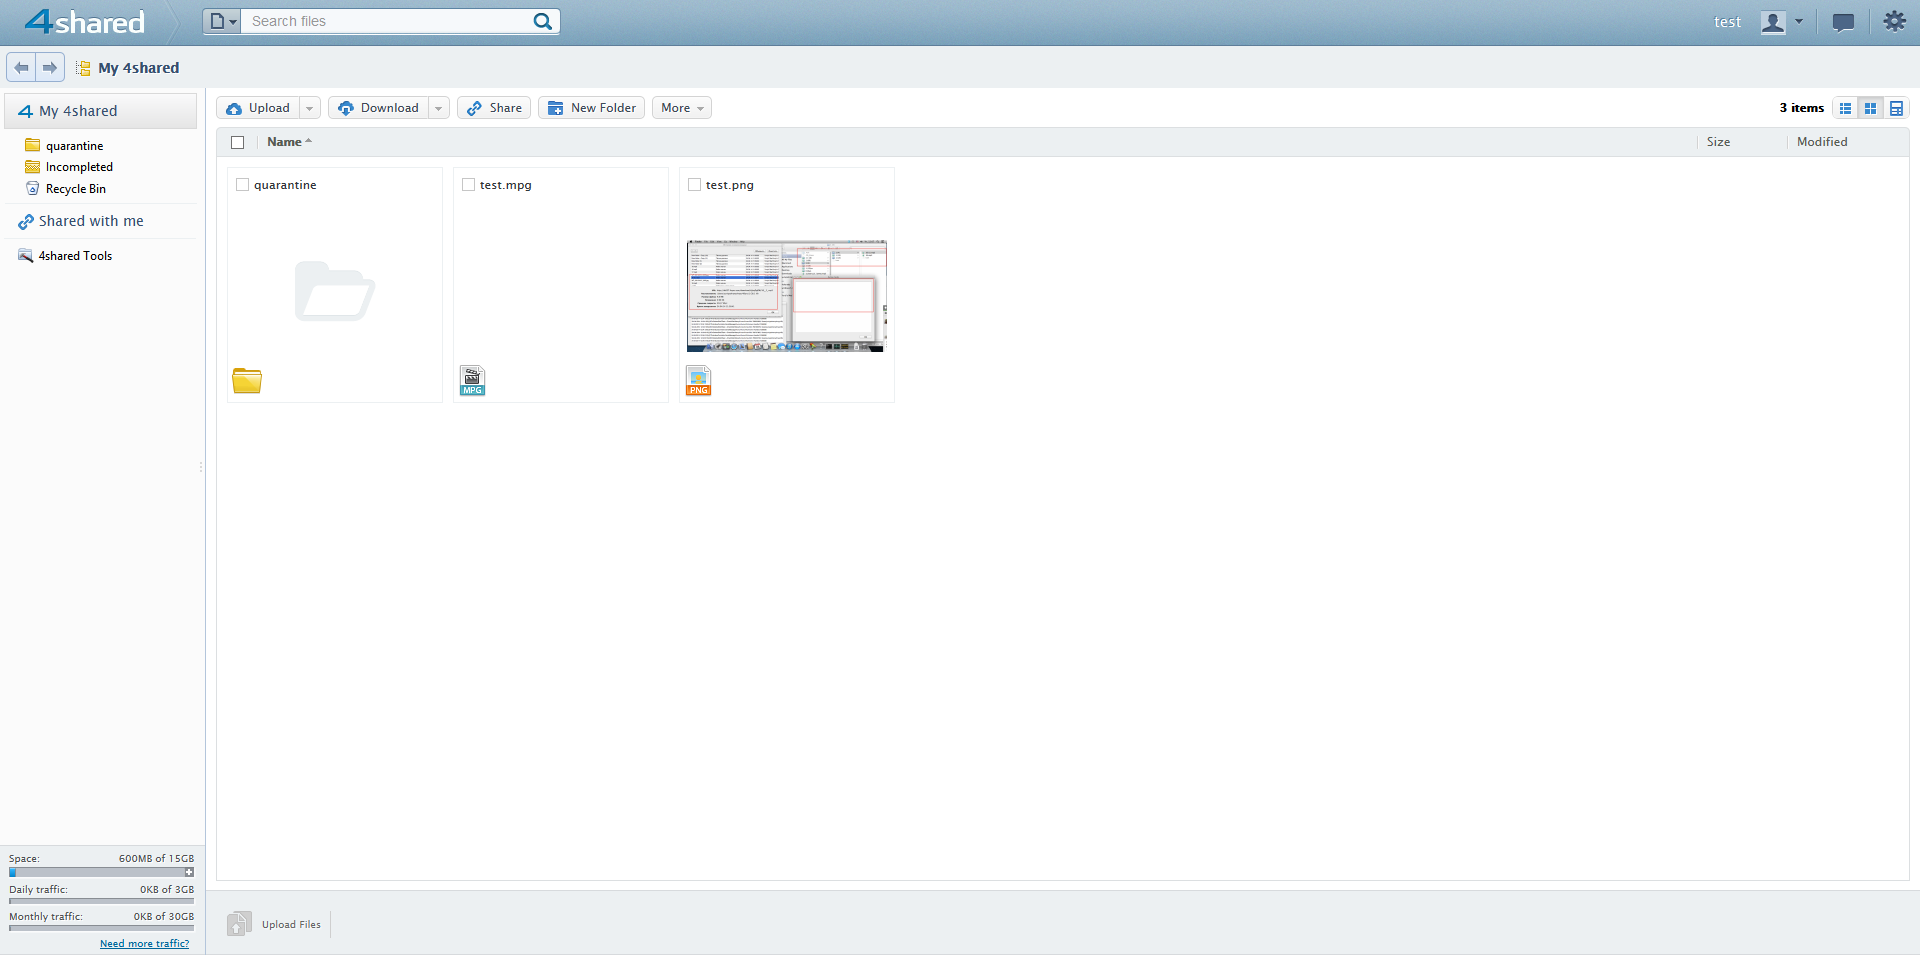 4shared
Search files
test
My 4shared
My 4shared
quarantine
Incompleted
Recycle Bin
Shared with me
4shared Tools
Upload
Download
Share
New Folder
More
3 items
Name
Size
Modified
quarantine
test.mpg
test.png
MPG
PNG
Space: 600MB of 15GB
Daily traffic: 0KB of 3GB
Monthly traffic: 0KB of 30GB
Need more traffic?
Upload Files